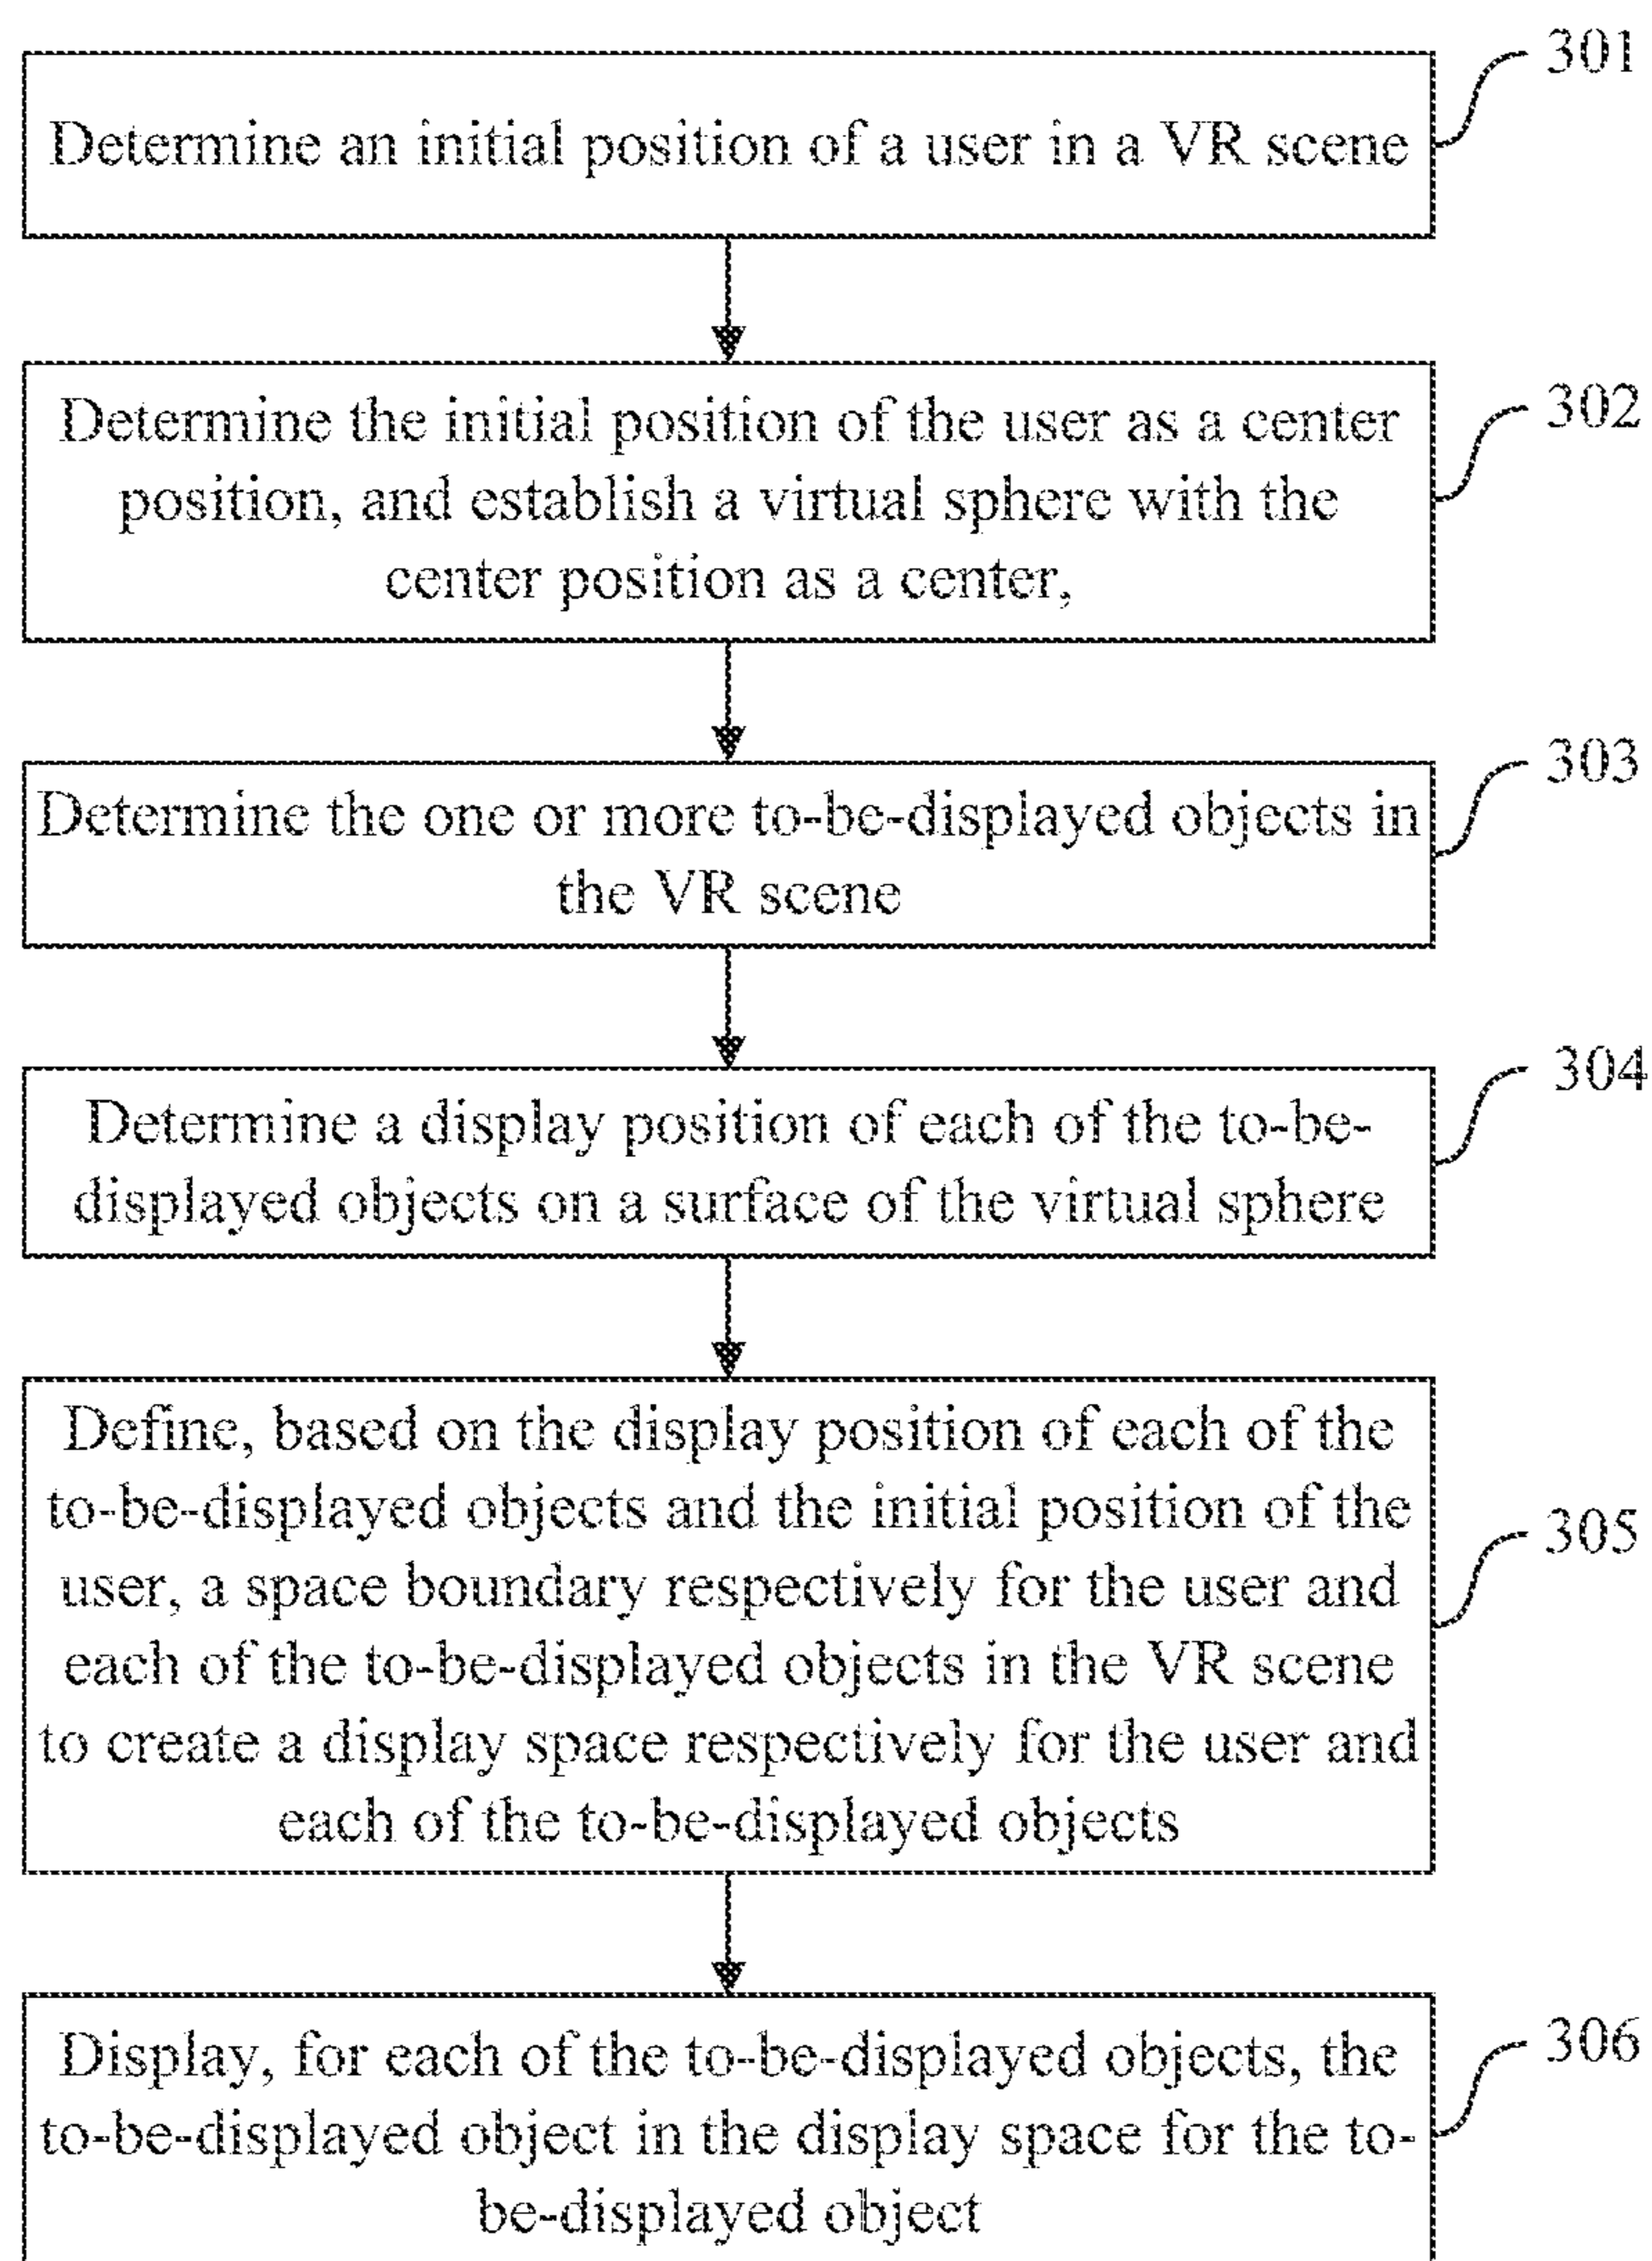 301
Determine an initial position of a user in a VR scene
302
Determine the initial position of the user as a center
position, and establish a virtual sphere with the
center position as a center,
303
Determine the one or more to-be-displayed objects in
the VR scene
304
Determine a display position of each of the to-be-
displayed objects on a surface of the virtual sphere
Define, based on the display position of each of the
to-be-displayed objects and the initial position of the
305
user, a space boundary respectively for the user and
each of the to-be-displayed objects in the VR scene
to create a display space respectively for the user and
each of the to-be-displayed objects
306
Display, for each of the to-be-displayed objects, the
to-be-displayed object in the display space for the to-
be-displayed object